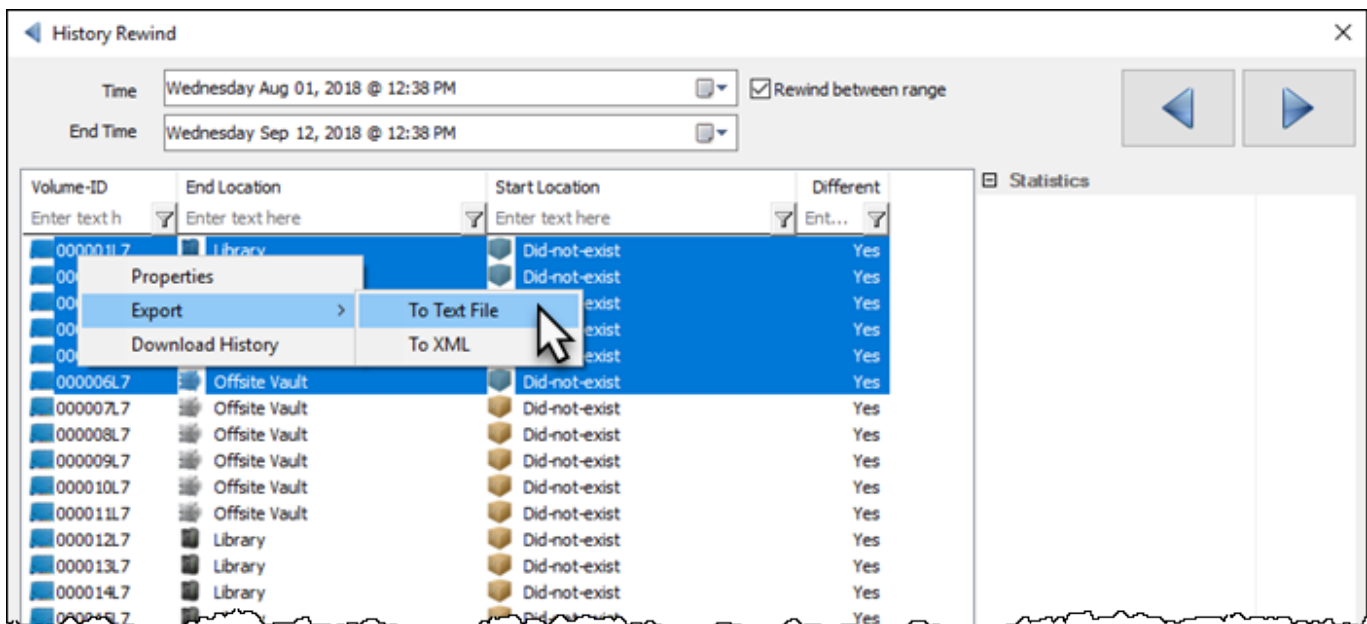 History Rewind
Time Wednesday Aug 01, 2018 @ 12:38 PM Rewind between range
End Time Wednesday Sep 12, 2018 @ 12:38 PM
Volume-ID End Location Start Location Different Statistics
Enter text h Enter text here Enter text here Ent...
000001L7 Library Did-not-exist Yes
Properties Did-not-exist Yes
Export To Text File exist Yes
exist Yes
Download History To XML exist Yes
000006L7 Offsite Vault Did-not-exist Yes
000007L7 Offsite Vault Did-not-exist Yes
000008L7 Offsite Vault Did-not-exist Yes
000009L7 Offsite Vault Did-not-exist Yes
000010L7 Offsite Vault Did-not-exist Yes
000011L7 Offsite Vault Did-not-exist Yes
000012L7 Library Did-not-exist Yes
000013L7 Library Did-not-exist Yes
000014L7 Library Did-not-exist Yes
Yes